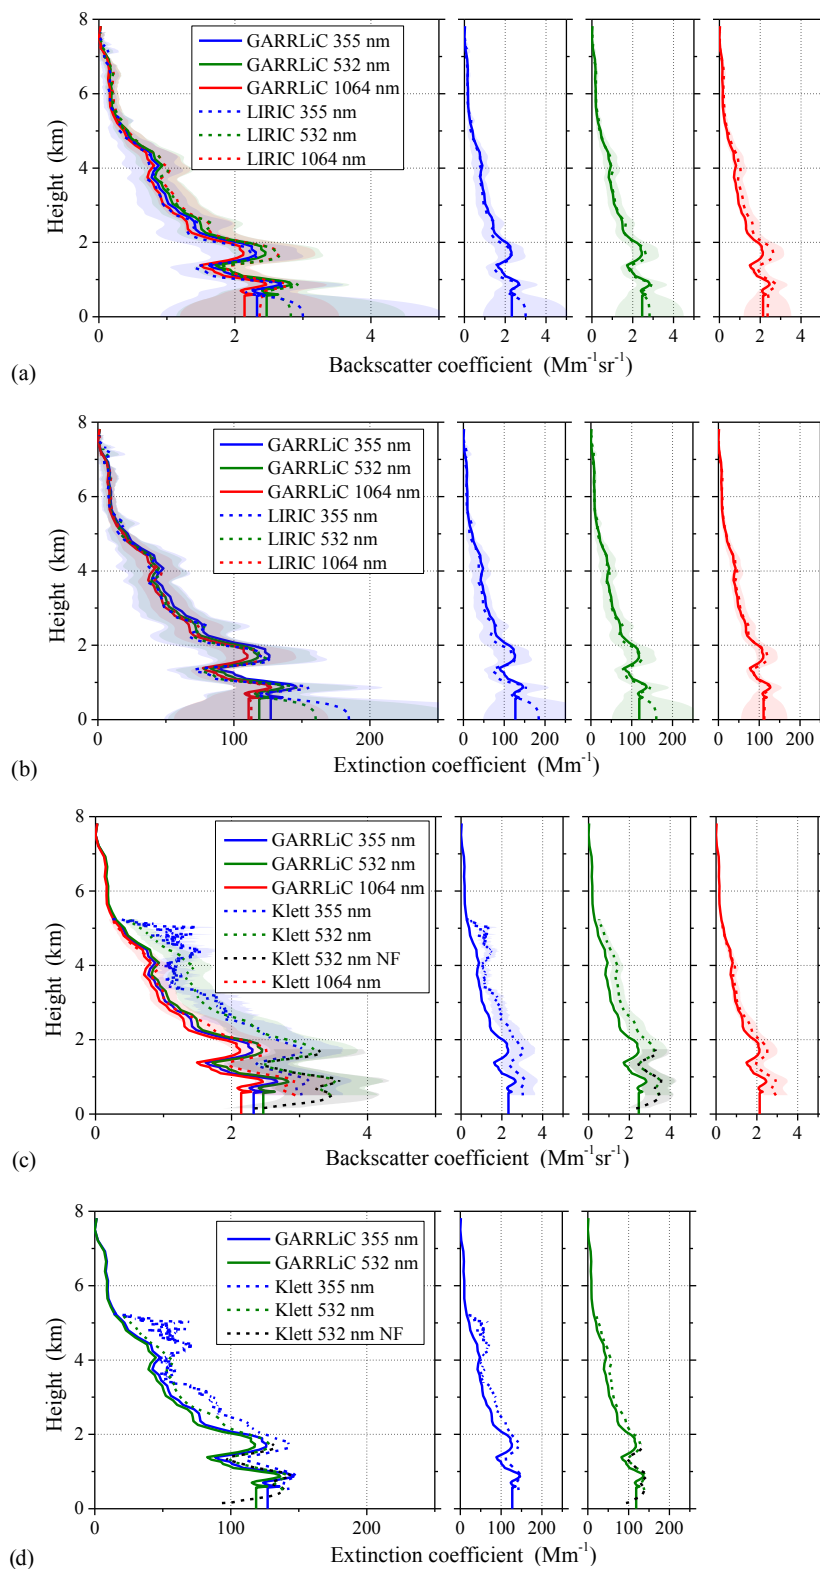 8
6
4
2
0
Height (km)
GARRLiC 355 nm
GARRLiC 532 nm
GARRLiC 1064 nm
LIRIC 355 nm
LIRIC 532 nm
LIRIC 1064 nm
0 2 4 0 2 4 0 2 4 0 2 4
(a) Backscatter coefficient (Mm⁻¹sr⁻¹)
8
6
4
2
0
Height (km)
GARRLiC 355 nm
GARRLiC 532 nm
GARRLiC 1064 nm
LIRIC 355 nm
LIRIC 532 nm
LIRIC 1064 nm
0 100 200 0 100 200 0 100 200 0 100 200
(b) Extinction coefficient (Mm⁻¹)
8
6
4
2
0
Height (km)
GARRLiC 355 nm
GARRLiC 532 nm
GARRLiC 1064 nm
Klett 355 nm
Klett 532 nm
Klett 532 nm NF
Klett 1064 nm
0 2 4 0 2 4 0 2 4 0 2 4
(c) Backscatter coefficient (Mm⁻¹sr⁻¹)
8
6
4
2
0
Height (km)
GARRLiC 355 nm
GARRLiC 532 nm
Klett 355 nm
Klett 532 nm
Klett 532 nm NF
0 100 200 0 100 200 0 100 200
(d) Extinction coefficient (Mm⁻¹)